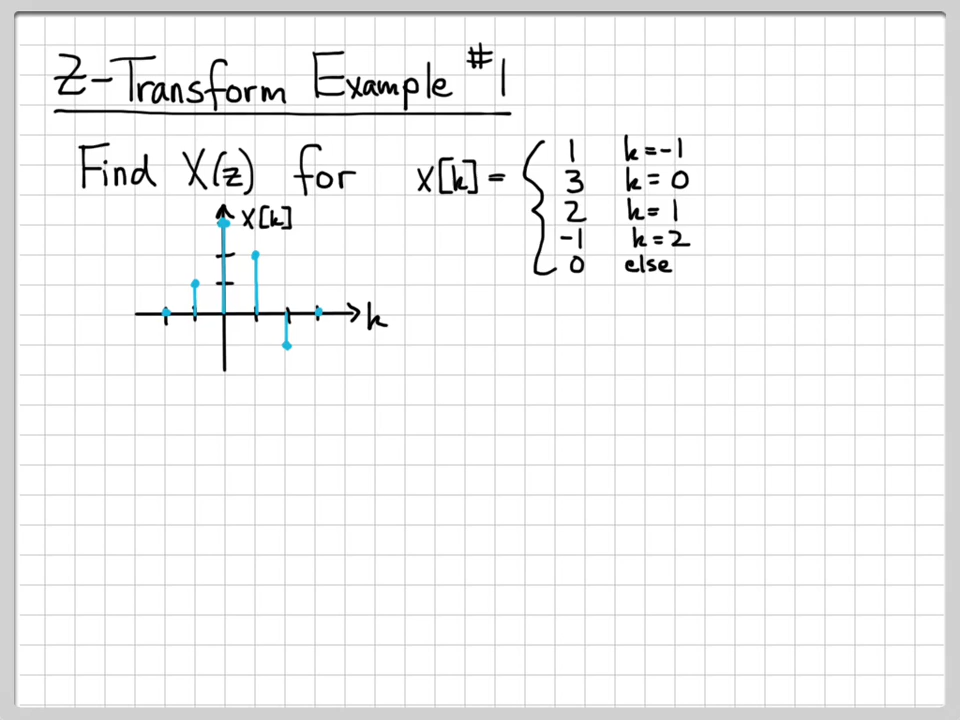 Z-Transform Example #1
Find X(z) for x[k] = { 1 k=-1
3 k=0
2 k=1
-1 k=2
0 else
x[k]
k